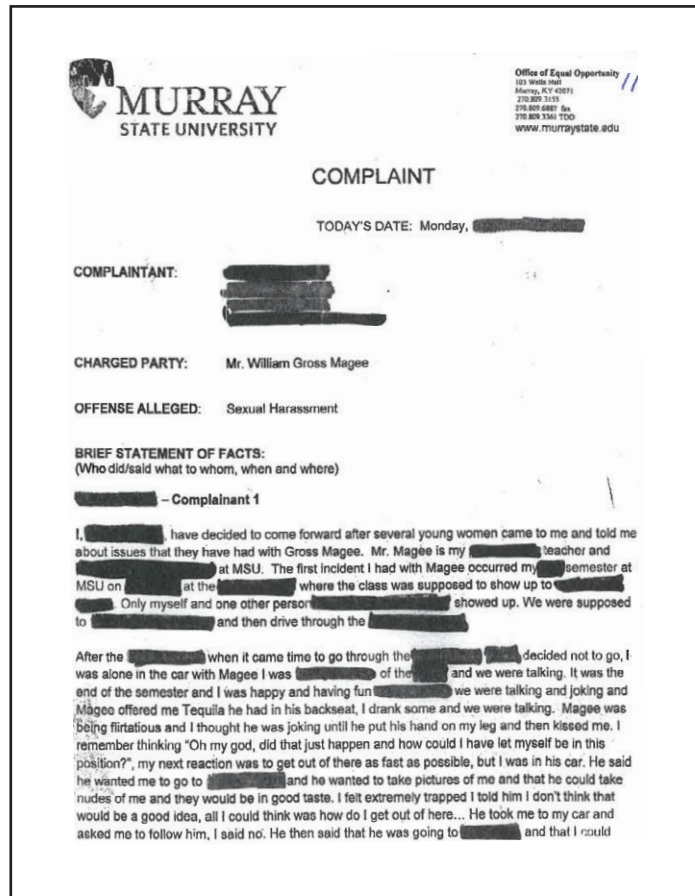 MURRAY
STATE UNIVERSITY
Office of Equal Opportunity
103 Wells Hall
Murray, KY 42071
270.809.3155
270.809.6887 fax
270.809.3361 TDD
www.murraystate.edu
COMPLAINT
TODAY'S DATE: Monday,
COMPLAINTANT:
CHARGED PARTY: Mr. William Gross Magee
OFFENSE ALLEGED: Sexual Harassment
BRIEF STATEMENT OF FACTS:
(Who did/said what to whom, when and where)
– Complainant 1
I, , have decided to come forward after several young women came to me and told me
about issues that they have had with Gross Magee. Mr. Magee is my teacher and
at MSU. The first incident I had with Magee occurred my semester at
MSU on at the where the class was supposed to show up to
. Only myself and one other person showed up. We were supposed
to and then drive through the
After the when it came time to go through the decided not to go, I
was alone in the car with Magee I was of the and we were talking. It was the
end of the semester and I was happy and having fun we were talking and joking and
Magee offered me Tequila he had in his backseat, I drank some and we were talking. Magee was
being flirtatious and I thought he was joking until he put his hand on my leg and then kissed me. I
remember thinking "Oh my god, did that just happen and how could I have let myself be in this
position?", my next reaction was to get out of there as fast as possible, but I was in his car. He said
he wanted me to go to and he wanted to take pictures of me and that he could take
nudes of me and they would be in good taste. I felt extremely trapped I told him I don't think that
would be a good idea, all I could think was how do I get out of here... He took me to my car and
asked me to follow him, I said no. He then said that he was going to and that I could